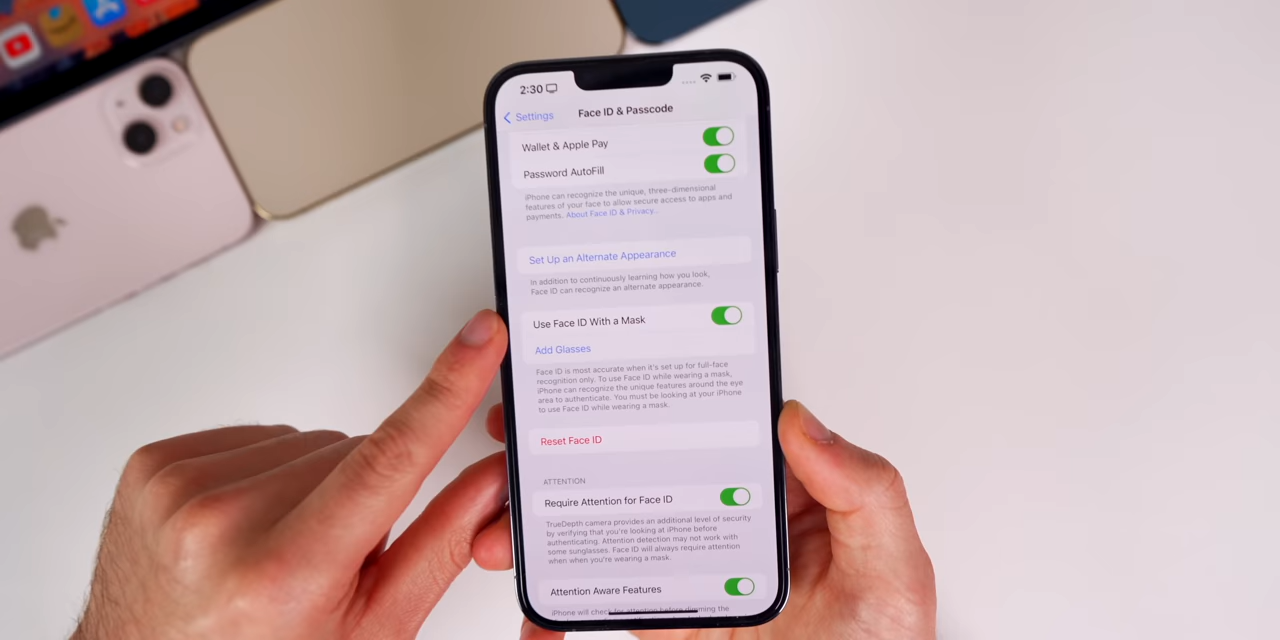 2:30
Settings
Face ID & Passcode
Wallet & Apple Pay
Password AutoFill
iPhone can recognize the unique, three-dimensional
features of your face to allow secure access to apps and
payments. About Face ID & Privacy...
Set Up an Alternate Appearance
In addition to continuously learning how you look,
Face ID can recognize an alternate appearance.
Use Face ID With a Mask
Add Glasses
Face ID is most accurate when it's set up for full-face
recognition only. To use Face ID while wearing a mask,
iPhone can recognize the unique features around the eye
area to authenticate. You must be looking at your iPhone
to use Face ID while wearing a mask.
Reset Face ID
ATTENTION
Require Attention for Face ID
TrueDepth camera provides an additional level of security
by verifying that you're looking at iPhone before
authenticating. Attention detection may not work with
some sunglasses. Face ID will always require attention
when when you're wearing a mask.
Attention Aware Features
iPhone will check for attention before dimming the